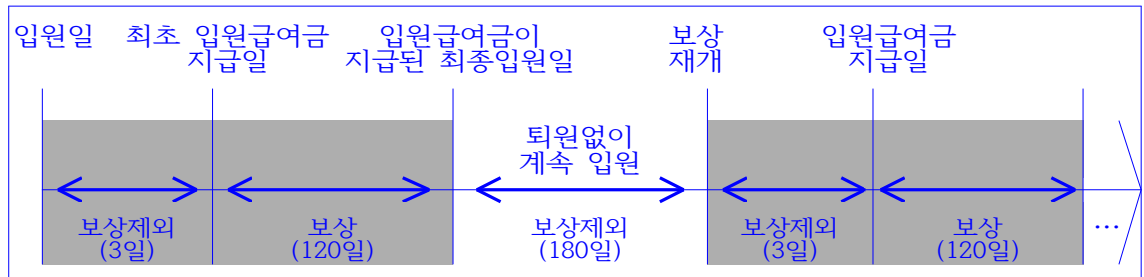 입원일
최초 입원급여금
지급일
입원급여금이
지급된 최종입원일
보상
재개
입원급여금
지급일
퇴원없이
계속 입원
보상제외
(3일)
보상
(120일)
보상제외
(180일)
보상제외
(3일)
보상
(120일)
…